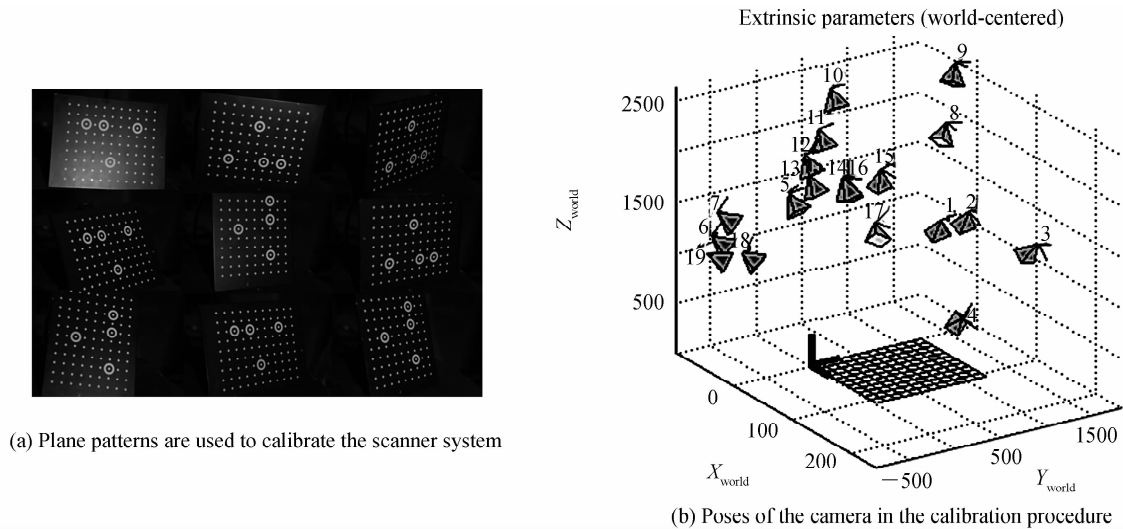 Extrinsic parameters (world-centered)
9
10
2500
8
11
12
13 14 16 15
5
1500
7
17 1 2
6
3
19 18
500
4
0
100
1500
200
500
−500
Z world
X world
Y world
(a) Plane patterns are used to calibrate the scanner system
(b) Poses of the camera in the calibration procedure